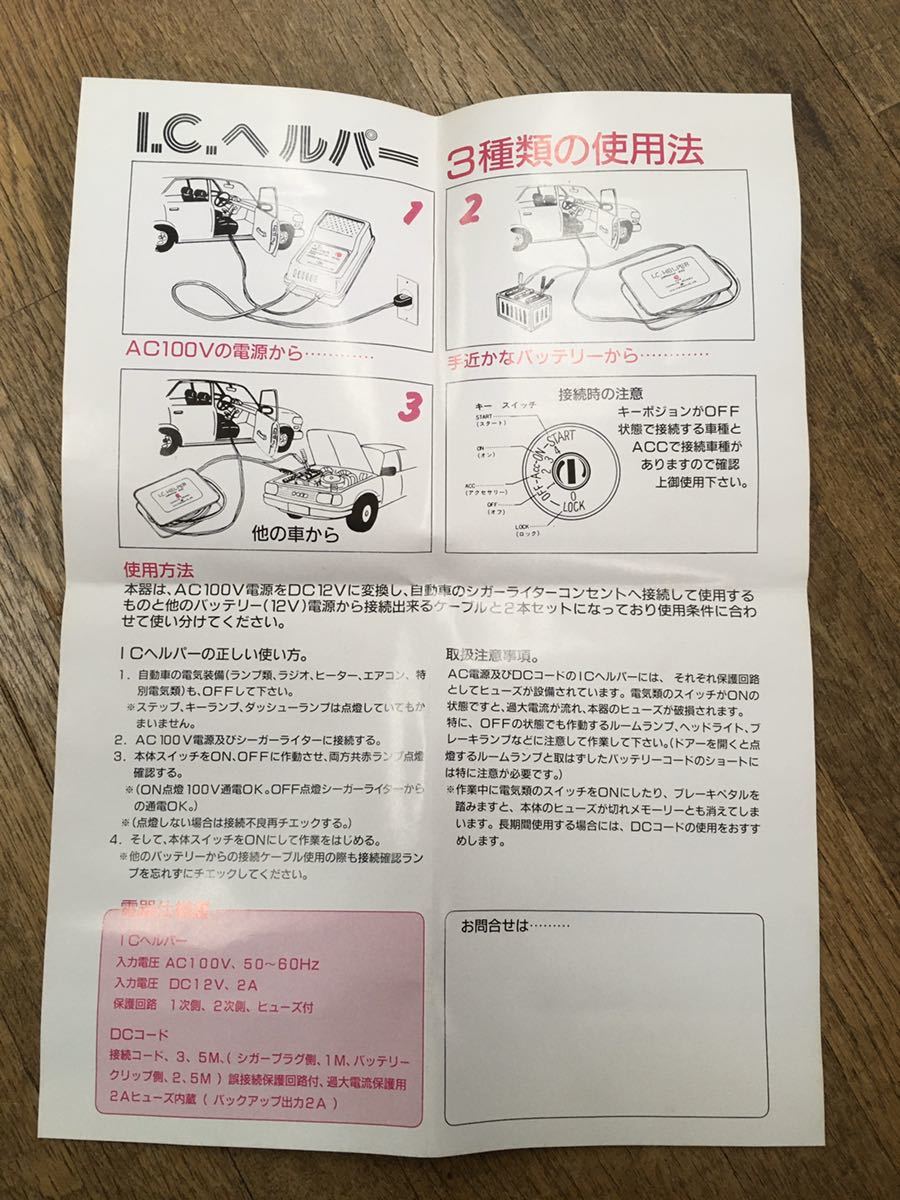 I.C.ヘルパー
3種類の使用法
1
AC100Vの電源から…………
2
I.C. HELPER
手近かなバッテリーから…………
3
I.C. HELPER
他の車から
接続時の注意
キーポジョンがOFF
状態で接続する車種と
ACCで接続車種が
ありますので確認
上御使用下さい。
キー スイッチ
START
(スタート)
ON
(オン)
ACC
(アクセサリー)
OFF
(オフ)
LOCK
(ロック)
OFF-Acc-ON-START
2 3 4
0
LOCK
使用方法
本器は、AC100V電源をDC12Vに変換し、自動車のシガーライターコンセントへ接続して使用する
ものと他のバッテリー(12V)電源から接続出来るケーブルと2本セットになっており使用条件に合わ
せて使い分けてください。
ICヘルパーの正しい使い方。
1. 自動車の電気装備(ランプ類、ラジオ、ヒーター、エアコン、特
別電気類)も、OFFして下さい。
※ステップ、キーランプ、ダッシューランプは点燈していてもか
まいません。
2. AC100V電源及びシーガーライターに接続する。
3. 本体スイッチをON、OFFに作動させ、両方共赤ランプ点燈
確認する。
※(ON点燈100V通電OK。OFF点燈シーガーライターから
の通電OK。)
※(点燈しない場合は接続不良再チエックする。)
4. そして、本体スイッチをONにして作業をはじめる。
※他のバッテリーからの接続ケーブル使用の際も接続確認ラン
プを忘れずにチエックしてください。
取扱注意事項。
AC電源及びDCコードのICヘルパーには、それぞれ保護回路
としてヒューズが設備されています。電気類のスイッチがONの
状態ですと、過大電流が流れ、本器のヒューズが破損されます。
特に、OFFの状態でも作動するルームランプ、ヘッドライト、ブ
レーキランプなどに注意して作業して下さい。(ドアーを開くと点
燈するルームランプと取はずしたバッテリーコードのショートに
は特に注意が必要です。)
※作業中に電気類のスイッチをONにしたり、ブレーキペタルを
踏みますと、本体のヒューズが切れメモリーとも消えてしま
います。長期間使用する場合には、DCコードの使用をおすす
めします。
ICヘルパー
入力電圧 AC100V、50〜60Hz
入力電圧 DC12V、2A
保護回路 1次側、2次側、ヒューズ付
DCコード
接続コード、3、5M、( シガープラグ側、1M、バッテリー
クリップ側、2、5M ) 誤接続保護回路付、過大電流保護用
2Aヒューズ内蔵 ( バックアップ出力2A )
お問合せは………